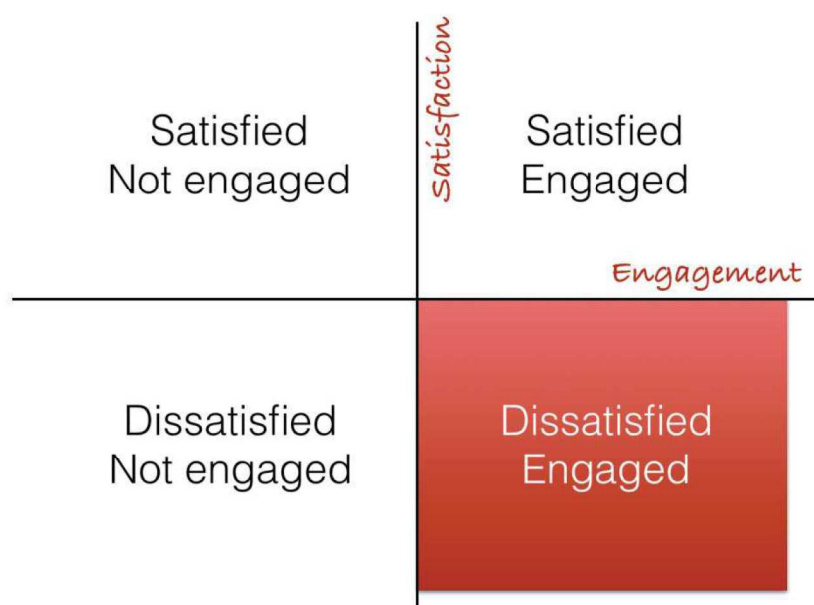 Satisfaction
Satisfied
Not engaged
Satisfied
Engaged
Engagement
Dissatisfied
Not engaged
Dissatisfied
Engaged